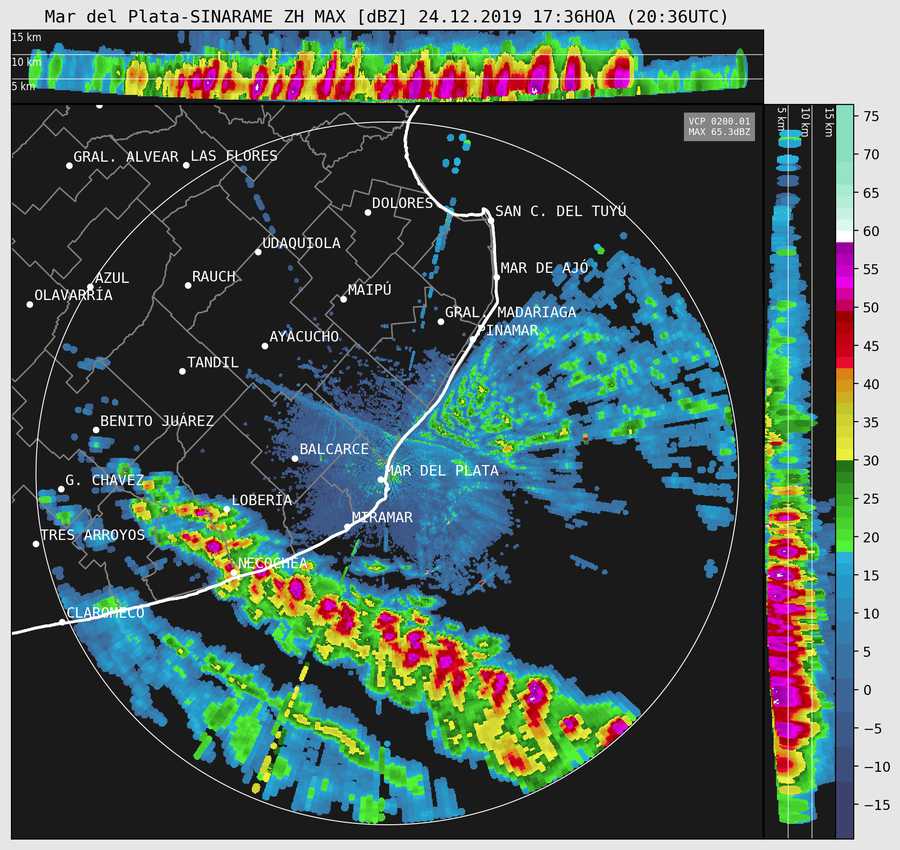 Mar del Plata-SINARAME ZH MAX [dBZ] 24.12.2019 17:36HOA (20:36UTC)
15 km
10 km
5 km
5 km
10 km
15 km
VCP 0200.01
MAX 65.3dBZ
GRAL. ALVEAR
LAS FLORES
DOLORES
SAN C. DEL TUYÚ
UDAQUIOLA
MAR DE AJÓ
AZUL
RAUCH
OLAVARRÍA
MAIPÚ
GRAL. MADARIAGA
PINAMAR
AYACUCHO
TANDIL
BENITO JUÁREZ
BALCARCE
MAR DEL PLATA
G. CHAVEZ
LOBERÍA
MIRAMAR
TRES ARROYOS
NECOCHEA
CLAROMECÓ
75
70
65
60
55
50
45
40
35
30
25
20
15
10
5
0
−5
−10
−15